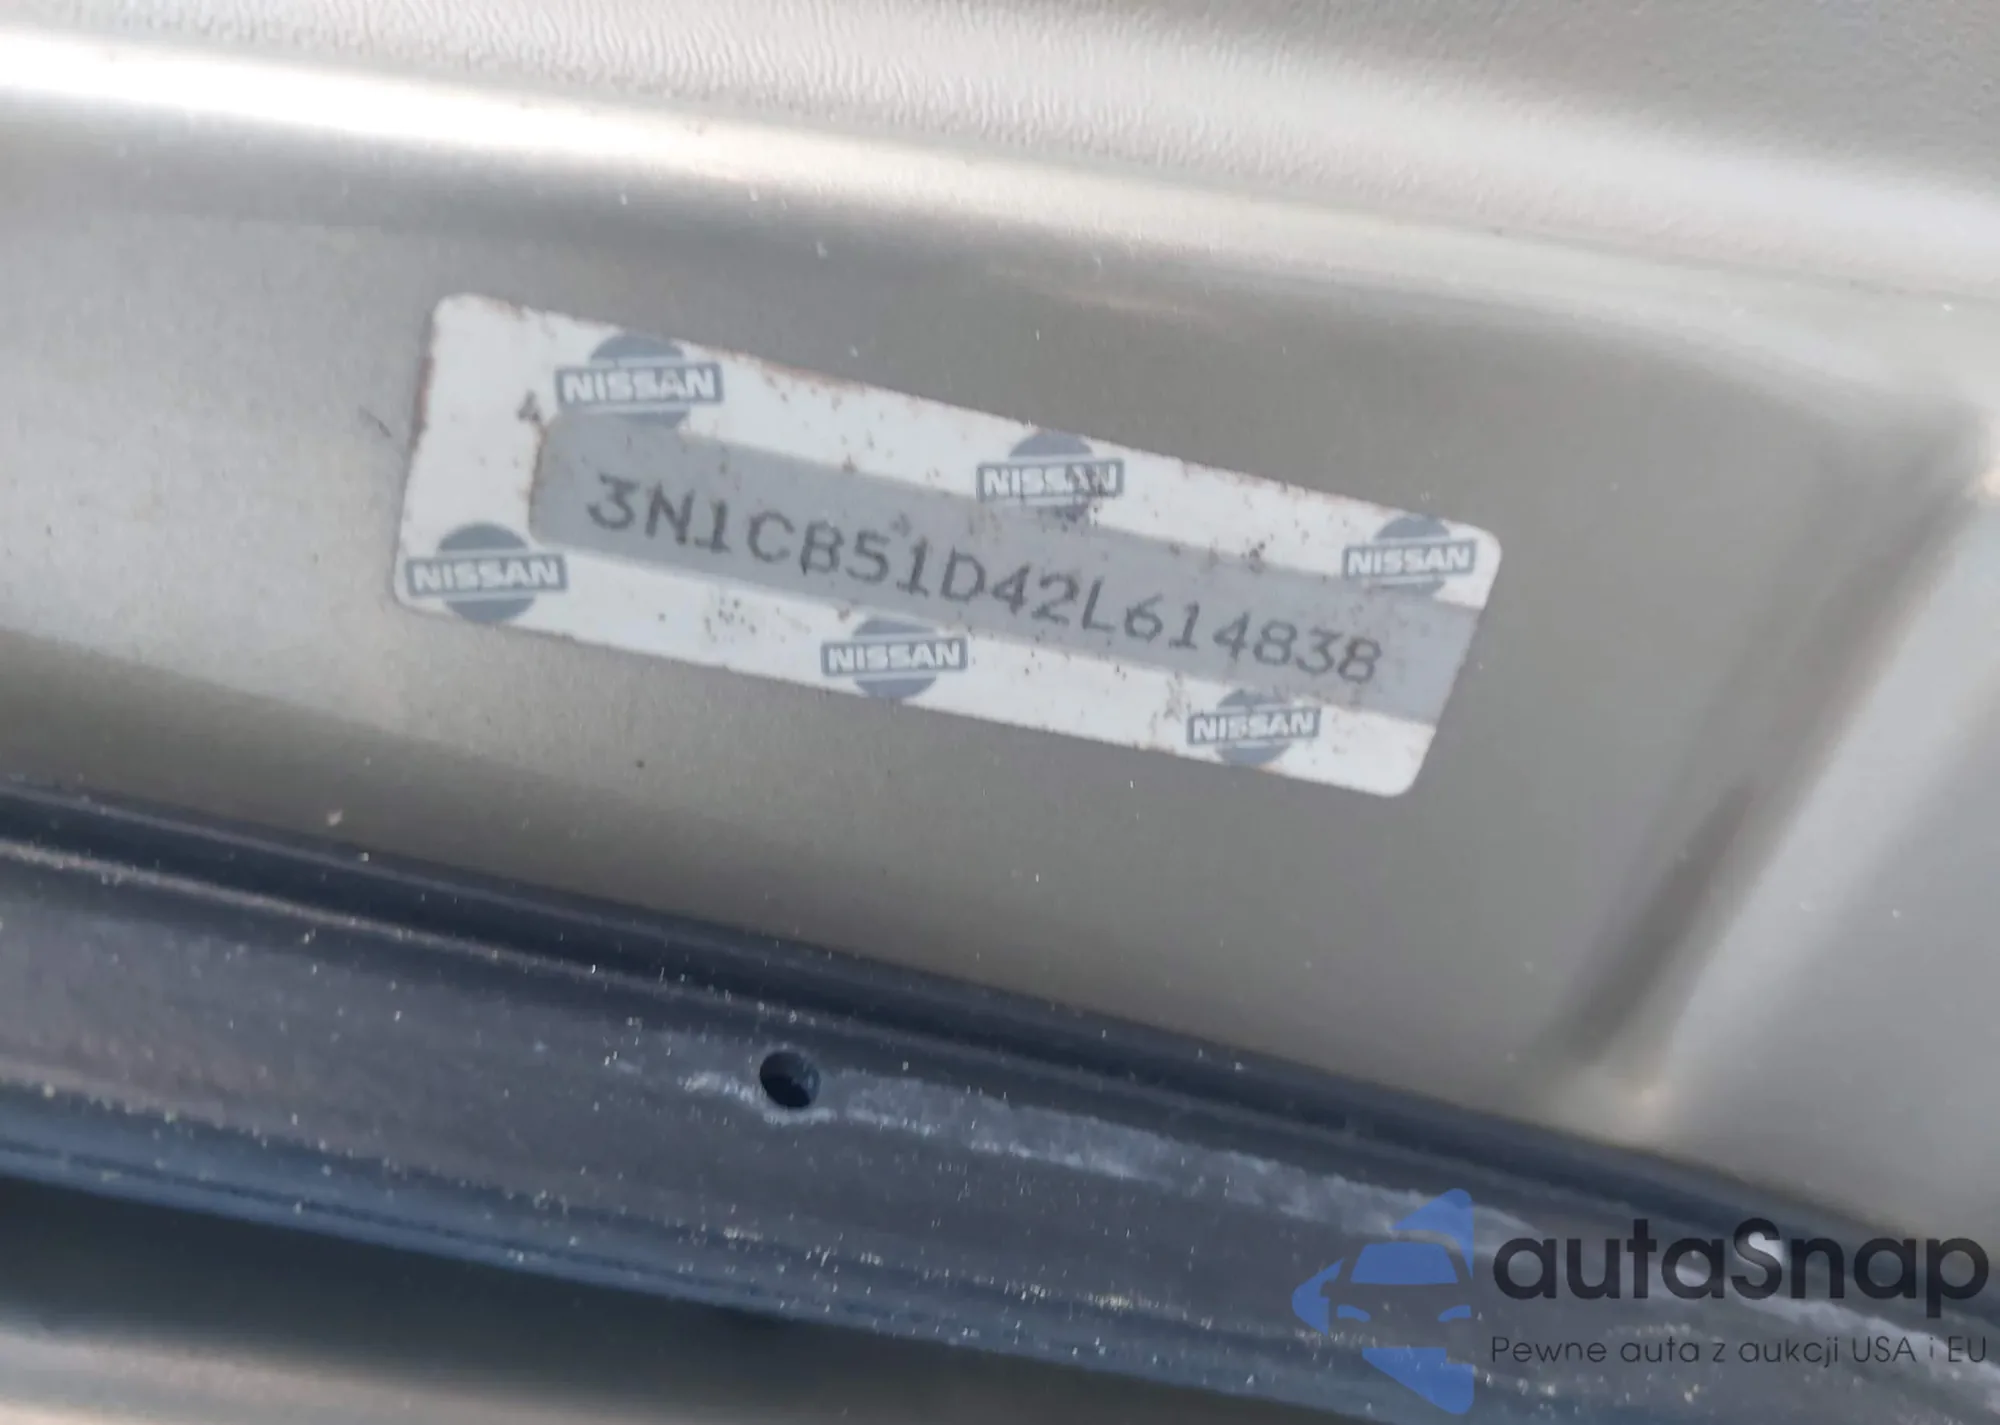 NISSAN
NISSAN
NISSAN
3N1CB51D42L614838
NISSAN
NISSAN
NISSAN
autaSnap
Pewne auta z aukcji USA i EU